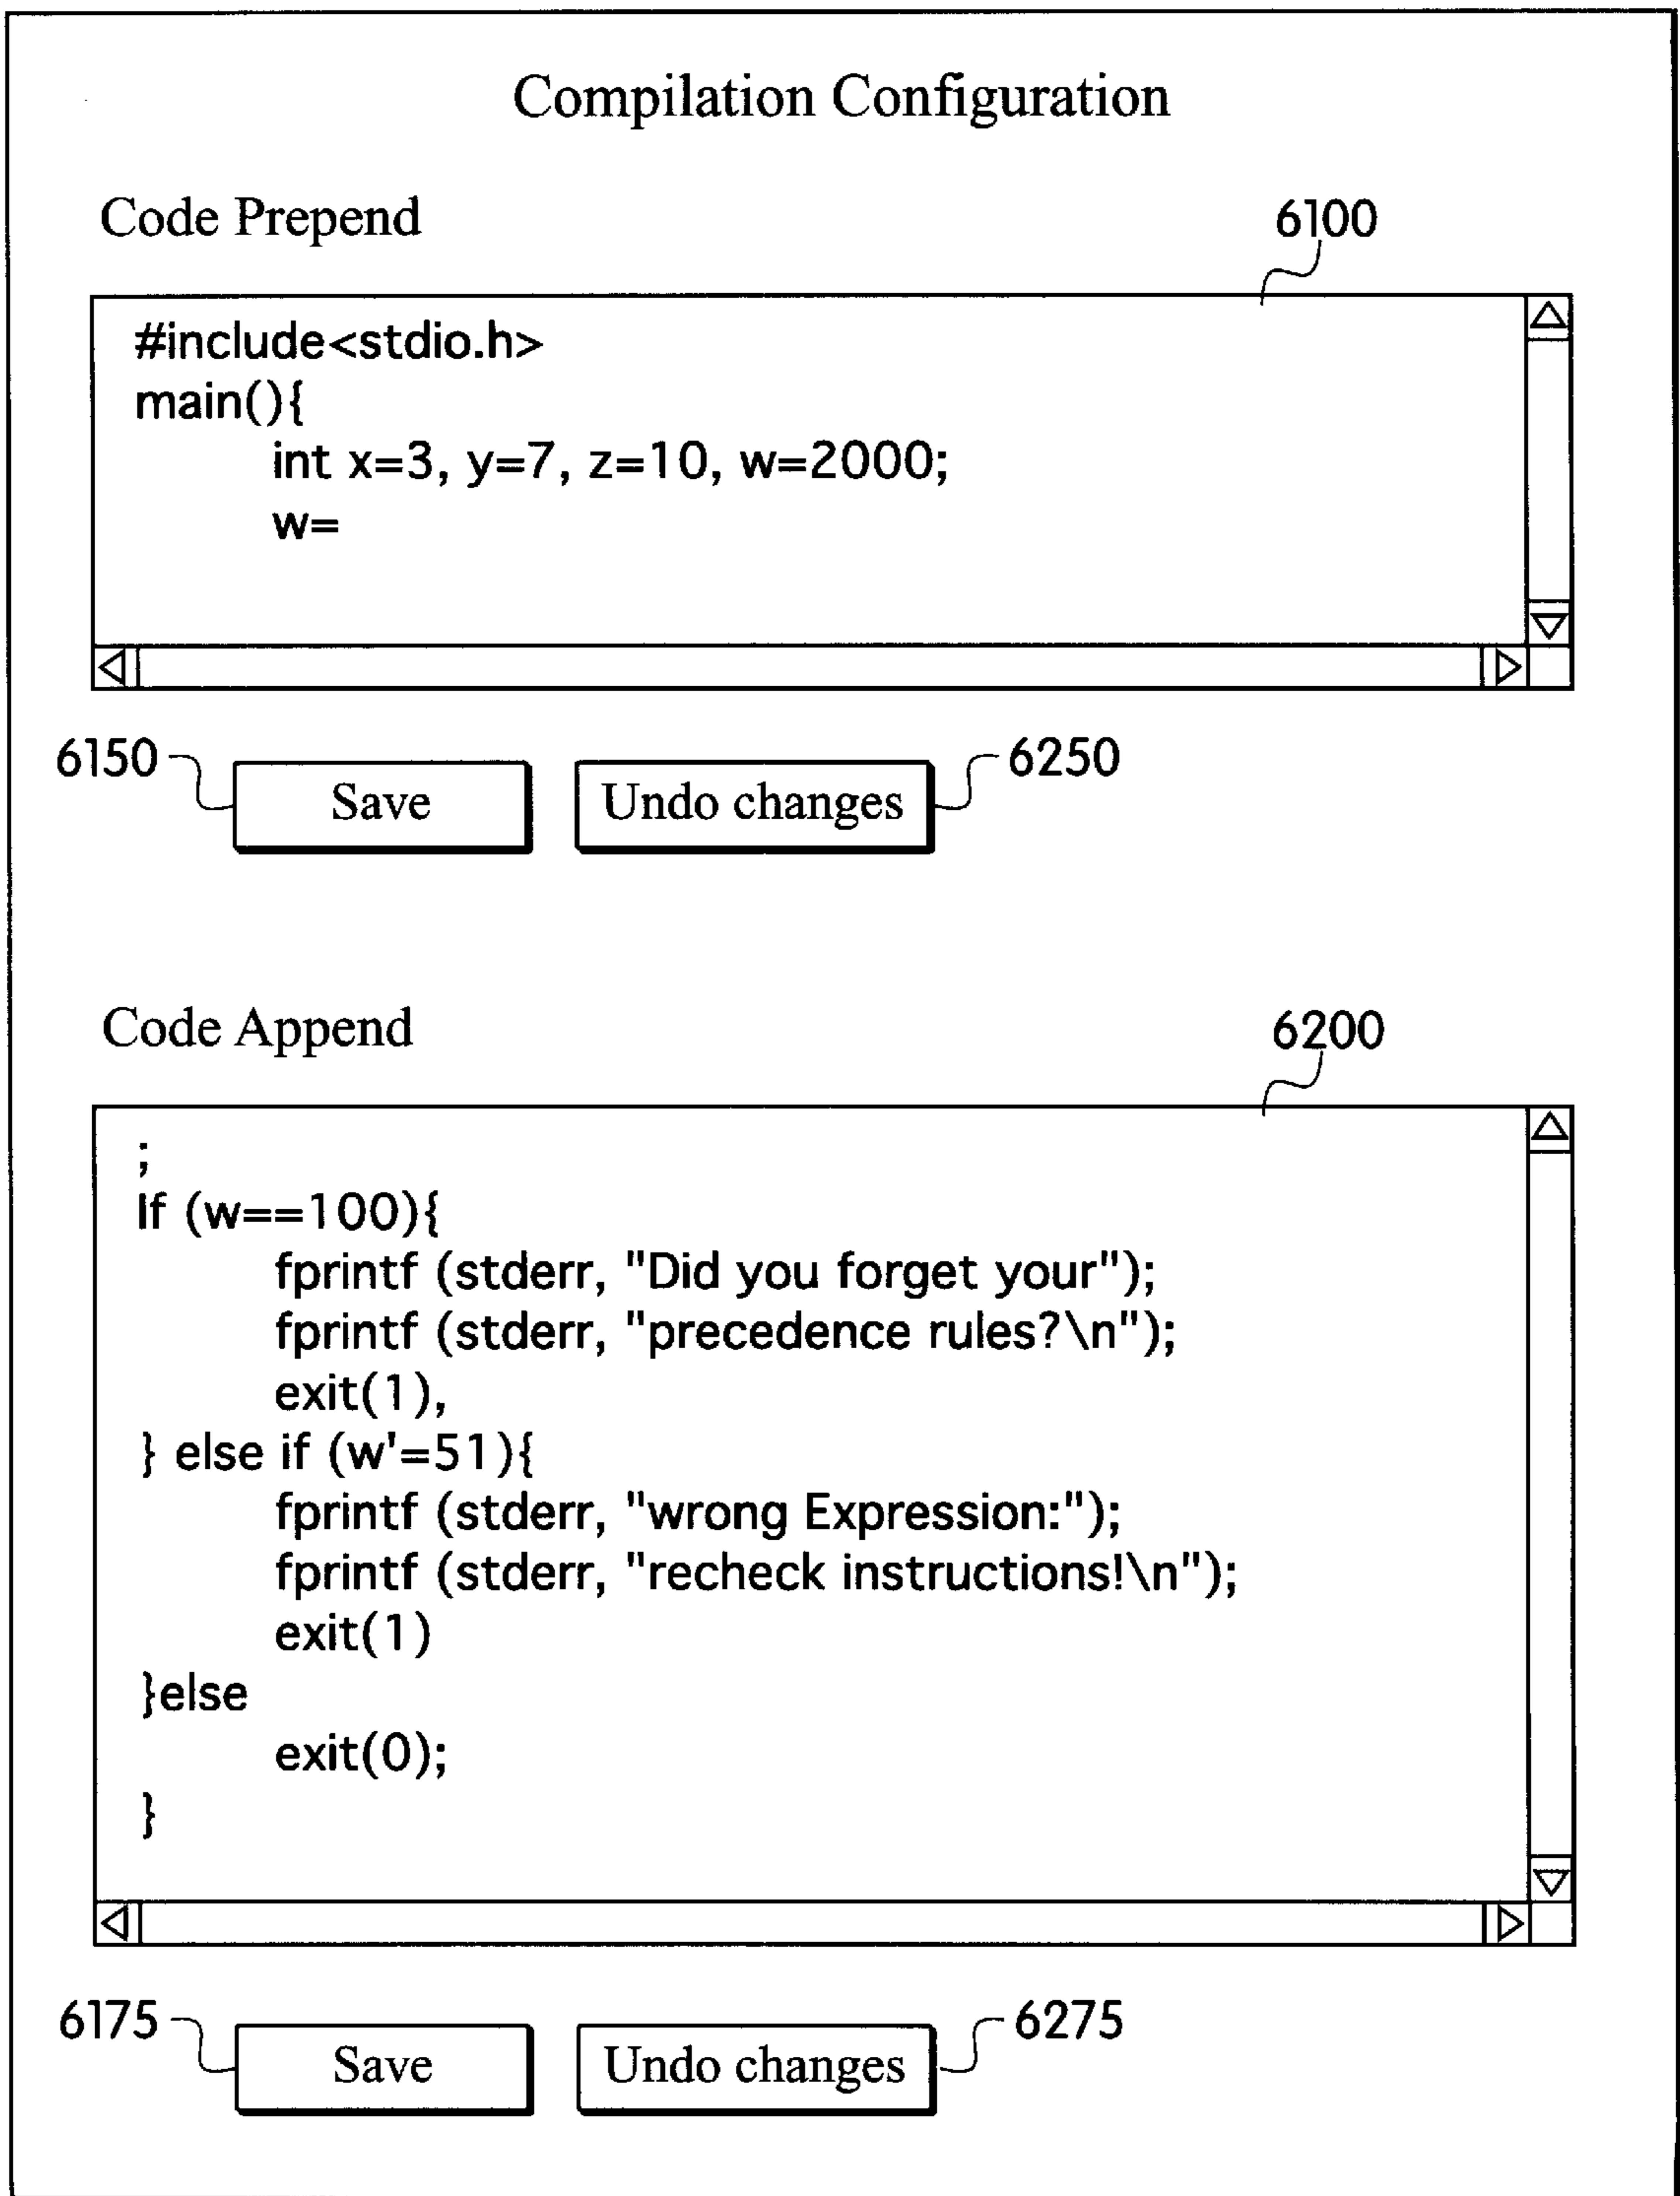 Compilation Configuration
Code Prepend 6100
#include<stdio.h>
main(){
int x=3, y=7, z=10, w=2000;
w=
6150 Save Undo changes 6250
Code Append 6200
;
If (w==100){
fprintf (stderr, "Did you forget your");
fprintf (stderr, "precedence rules?\n");
exit(1),
} else if (w'=51){
fprintf (stderr, "wrong Expression:");
fprintf (stderr, "recheck instructions!\n");
exit(1)
}else
exit(0);
}
6175 Save Undo changes 6275